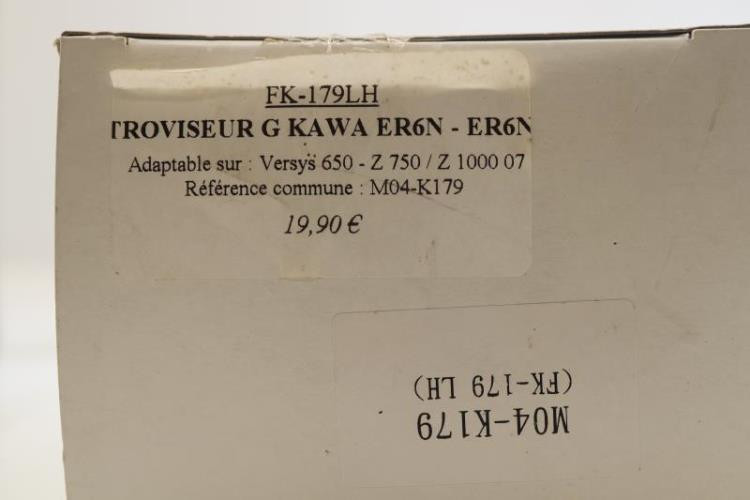 FK-179LH
TROVISEUR G KAWA ER6N - ER6N
Adaptable sur : Versys 650 - Z 750 / Z 1000 07
Référence commune : M04-K179
19,90 €
M04-K179
(FK-179 LH)